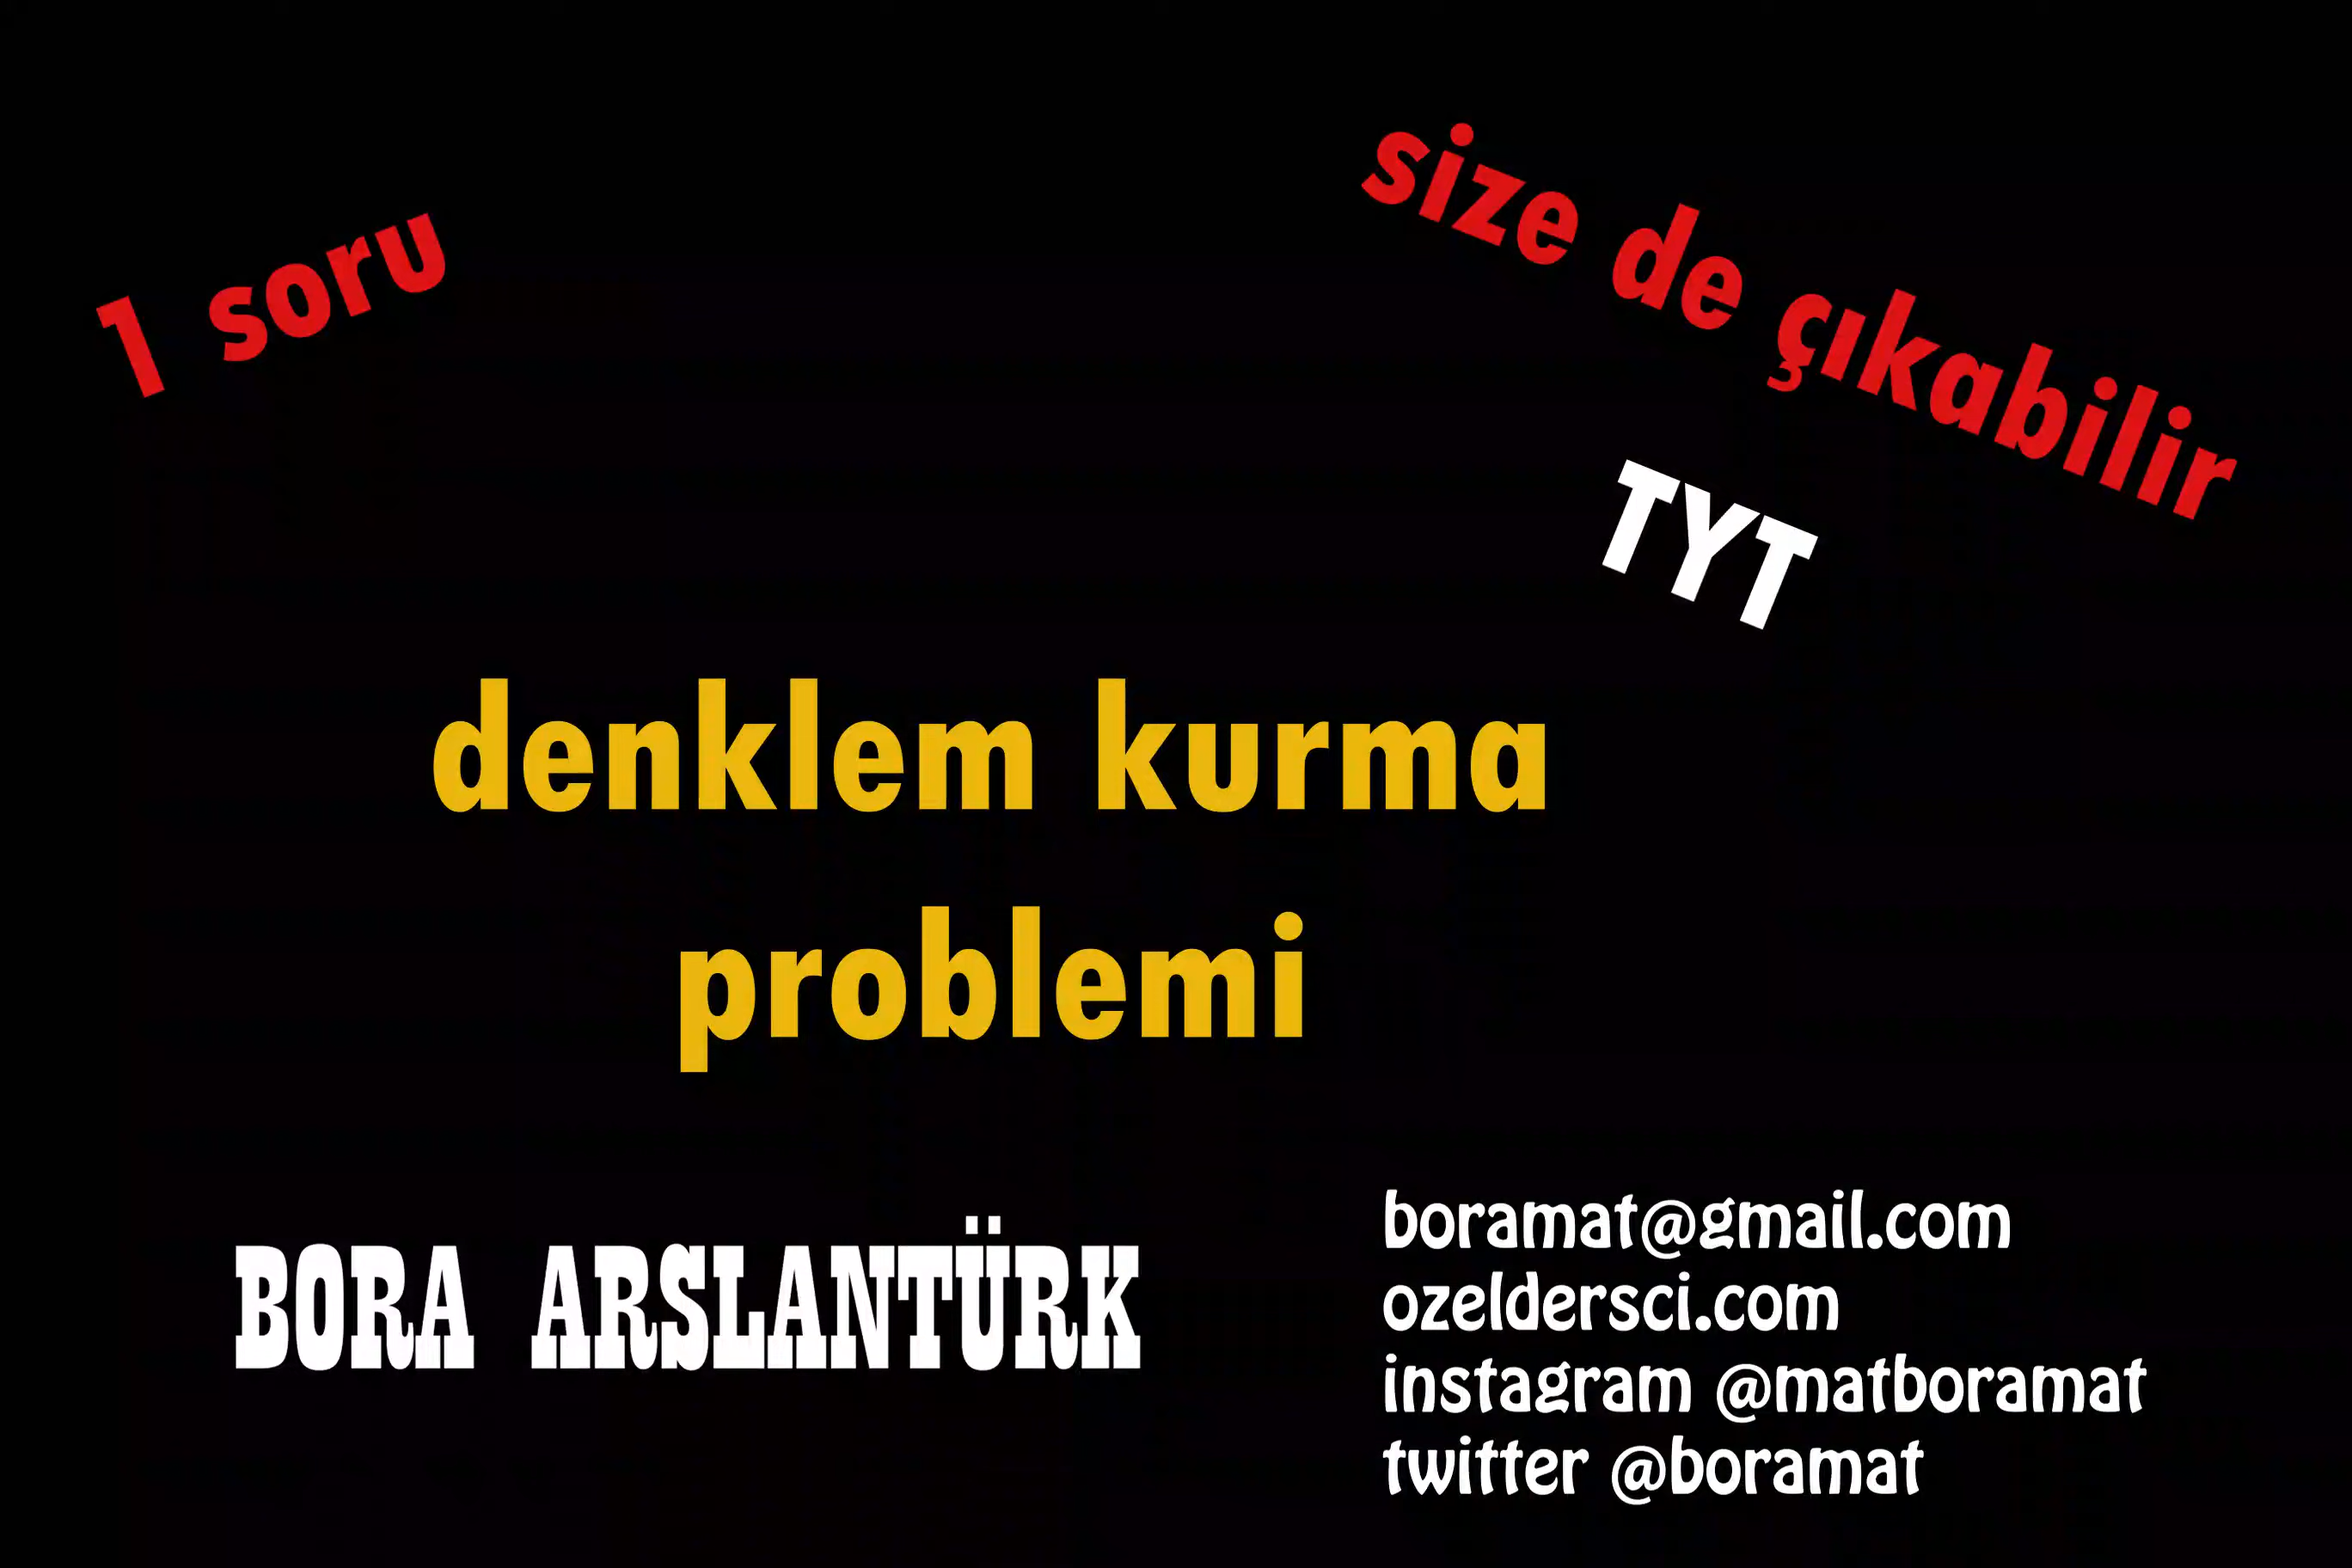 1 soru
size de çıkabilir
TYT
denklem kurma
problemi
BORA ARSLANTÜRK
boramat@gmail.com
ozeldersci.com
instagram @matboramat
twitter @boramat